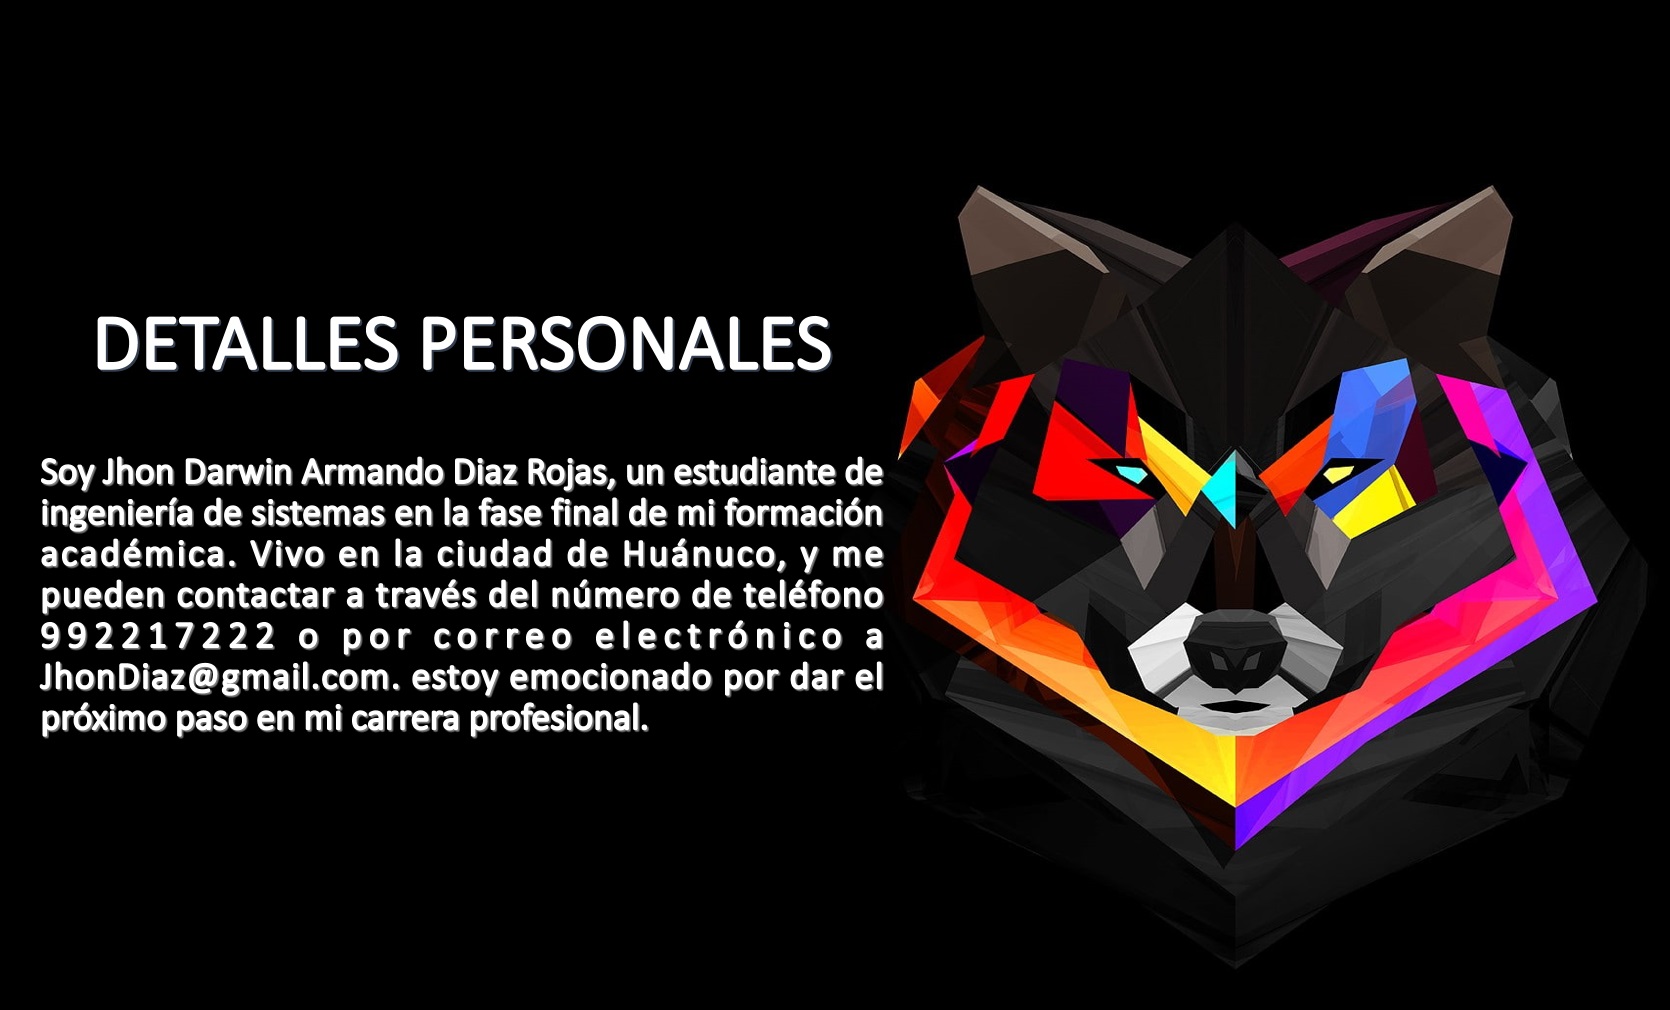 DETALLES PERSONALES
Soy Jhon Darwin Armando Diaz Rojas, un estudiante de
ingeniería de sistemas en la fase final de mi formación
académica. Vivo en la ciudad de Huánuco, y me
pueden contactar a través del número de teléfono
992217222 o por correo electrónico a
JhonDiaz@gmail.com. estoy emocionado por dar el
próximo paso en mi carrera profesional.